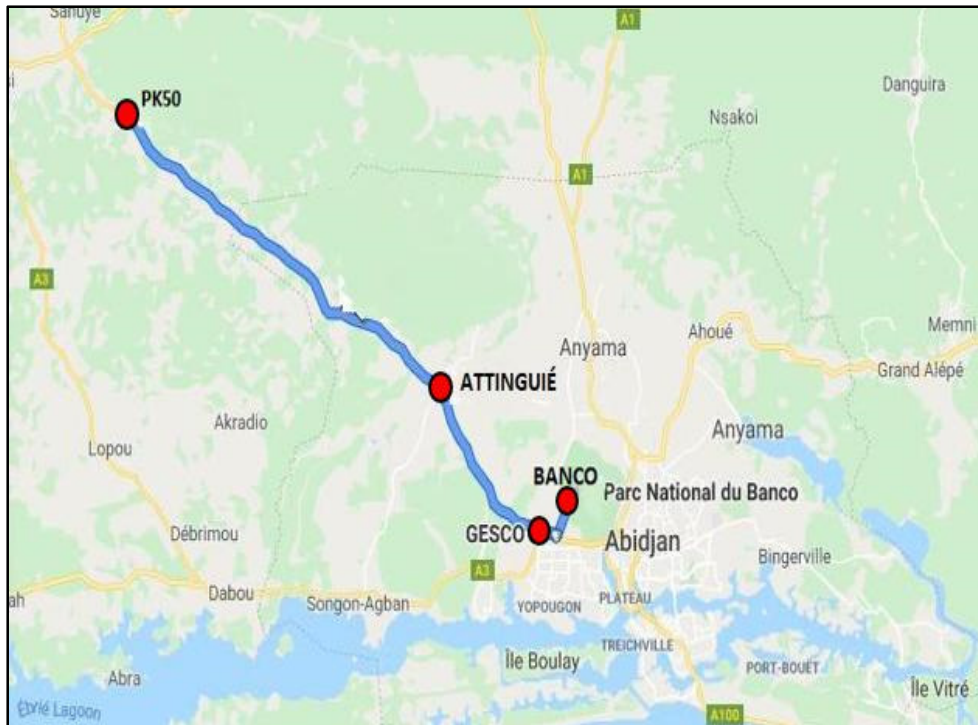 A1
Danguira
PK50
Nsakoi
A1
A3
Memni
Ahoué
Anyama
Grand Alépé
ATTINGUIÉ
Akradio
Anyama
Lopou
BANCO
Parc National du Banco
Débrimou
GESCO
Abidjan
Bingerville
A3
Dabou
Songon-Agban
YOPOUGON
PLATEAU
TREICHVILLE
Île Boulay
PORT-BOUËT
Abra
Île Vitré
Ebrié Lagoon
A100